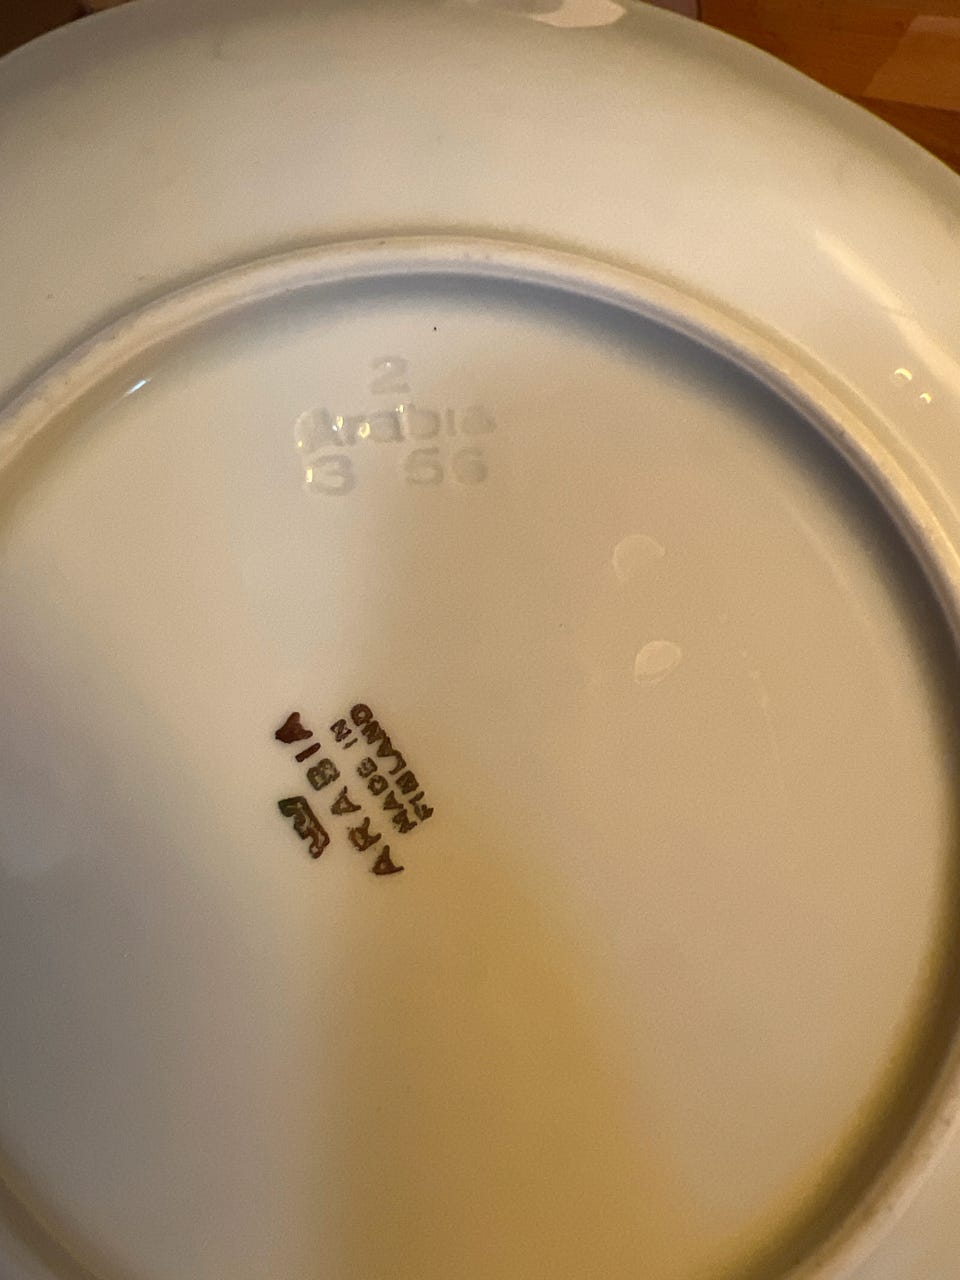 2
Arabia
3 56
ARABIA
MADE IN
FINLAND